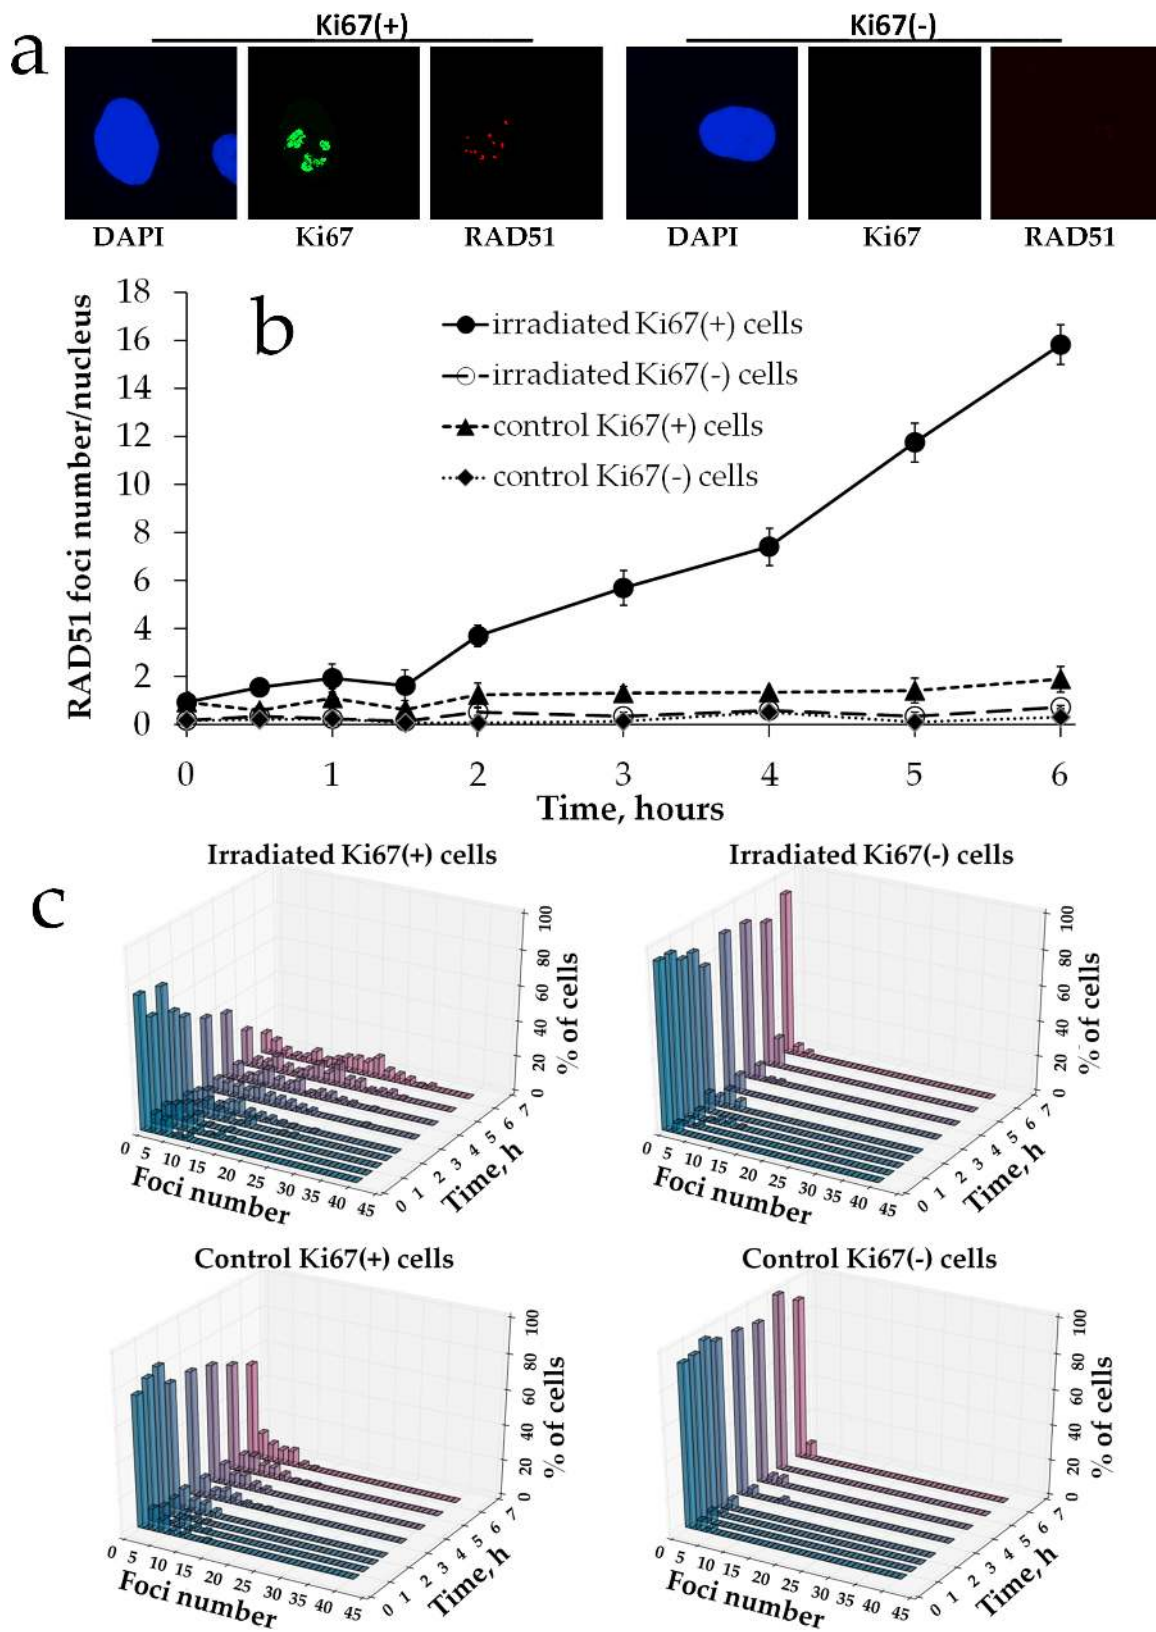 a
Ki67(+)
Ki67(-)
DAPI
Ki67
RAD51
DAPI
Ki67
RAD51
b
irradiated Ki67(+) cells
irradiated Ki67(-) cells
control Ki67(+) cells
control Ki67(-) cells
RAD51 foci number/nucleus
18
16
14
12
10
8
6
4
2
0
0 1 2 3 4 5 6
Time, hours
c
Irradiated Ki67(+) cells
% of cells
0 20 40 60 80 100
0 5 10 15 20 25 30 35 40 45
Foci number
0 1 2 3 4 5 6 7
Time, h
Irradiated Ki67(-) cells
% of cells
0 20 40 60 80 100
0 5 10 15 20 25 30 35 40 45
Foci number
0 1 2 3 4 5 6 7
Time, h
Control Ki67(+) cells
% of cells
0 20 40 60 80 100
0 5 10 15 20 25 30 35 40 45
Foci number
0 1 2 3 4 5 6 7
Time, h
Control Ki67(-) cells
% of cells
0 20 40 60 80 100
0 5 10 15 20 25 30 35 40 45
Foci number
0 1 2 3 4 5 6 7
Time, h